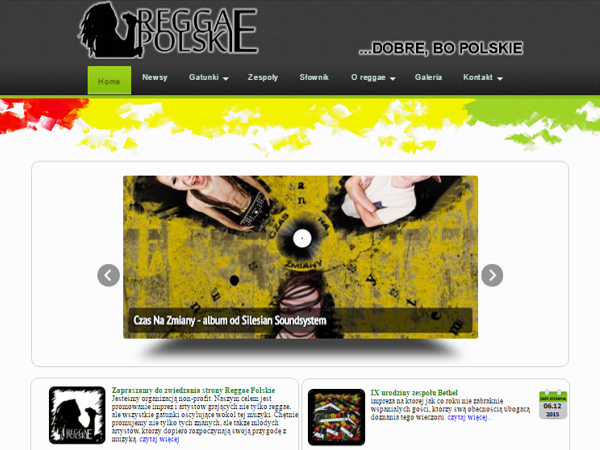 REGGAE
POLSKIE
...DOBRE, BO POLSKIE
Home Newsy Gatunki Zespoły Słownik O reggae Galeria Kontakt
CZAS NA
ZMIANY
Czas Na Zmiany - album od Silesian Soundsystem
REGGAE
POLSKIE
Zapraszamy do zwiedzania strony Reggae Polskie
Jesteśmy organizacją non-profit. Naszym celem jest
promowanie imprez i artystów grających nie tylko reggae,
ale wszystkie gatunki oscylujące wokół tej muzyki. Chętnie
promujemy nie tylko tych znanych, ale także młodych
artystów, którzy dopiero rozpoczynają swoją przygodę z
muzyką. czytaj więcej
IX urodziny zespołu Bethel
impreza na której jak co roku nie zabraknie
wspaniałych gości, którzy swą obecnością ubogacą
doznania tego wieczoru. czytaj więcej...
06.12
2015